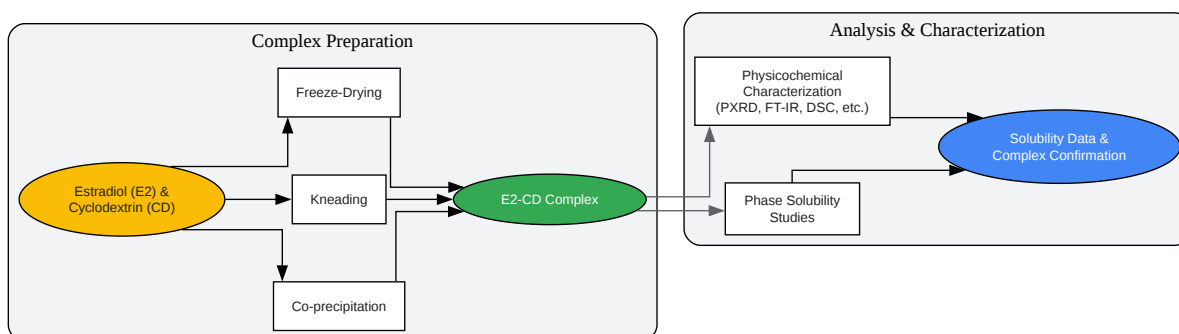 Complex Preparation
Freeze-Drying
Estradiol (E2) &
Cyclodextrin (CD)
Kneading
E2-CD Complex
Co-precipitation
Analysis & Characterization
Physicochemical
Characterization
(PXRD, FT-IR, DSC, etc.)
Solubility Data &
Complex Confirmation
Phase Solubility
Studies